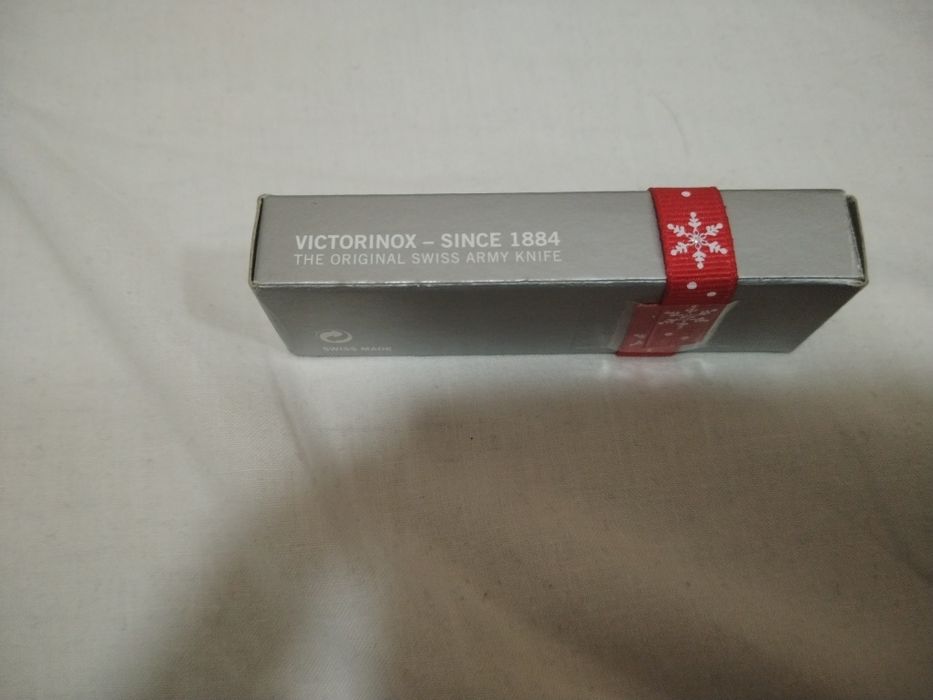 VICTORINOX – SINCE 1884
THE ORIGINAL SWISS ARMY KNIFE
SWISS MADE